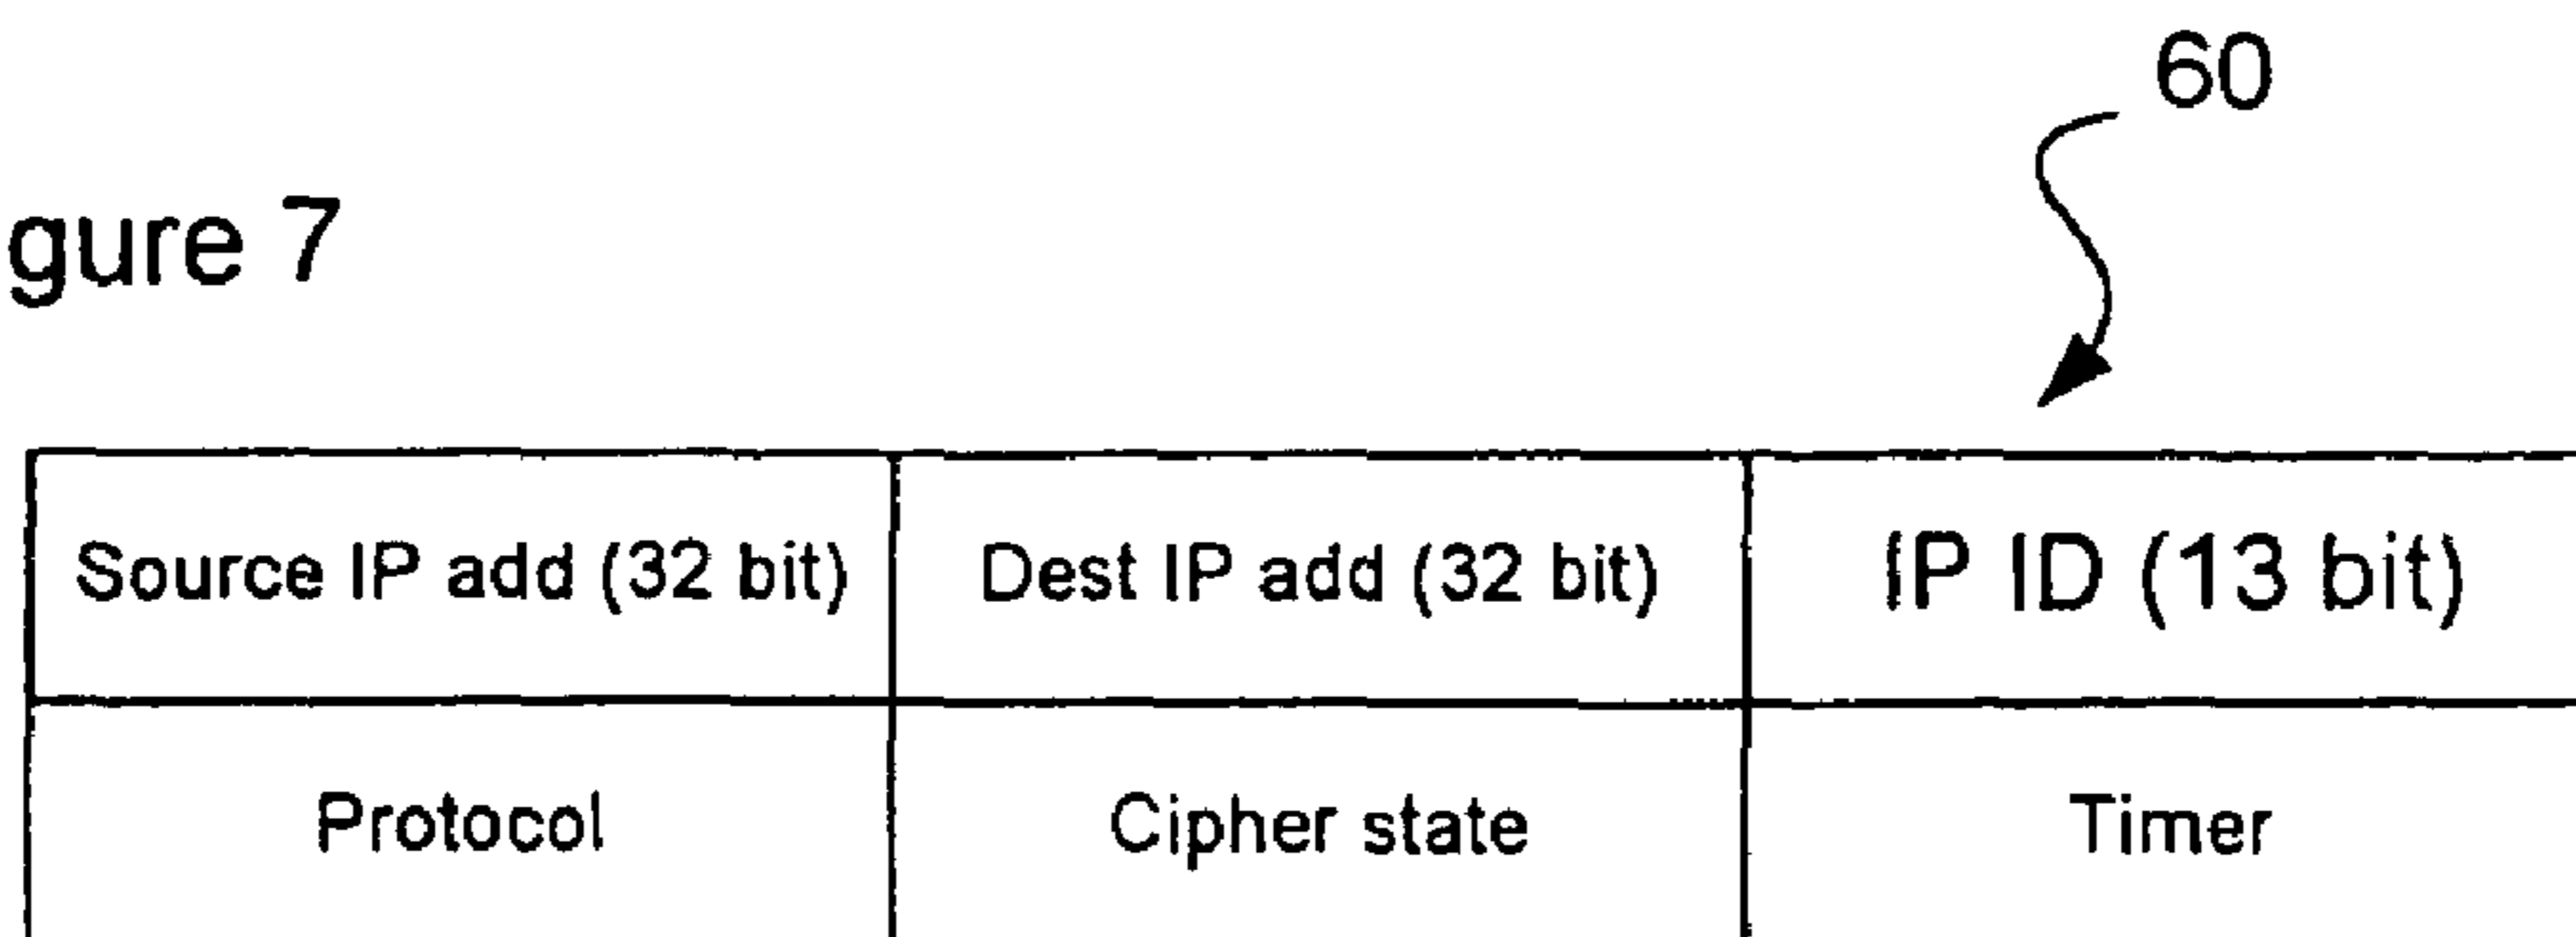 60
gure 7
Source IP add (32 bit) Dest IP add (32 bit) IP ID (13 bit)
Protocol Cipher state Timer